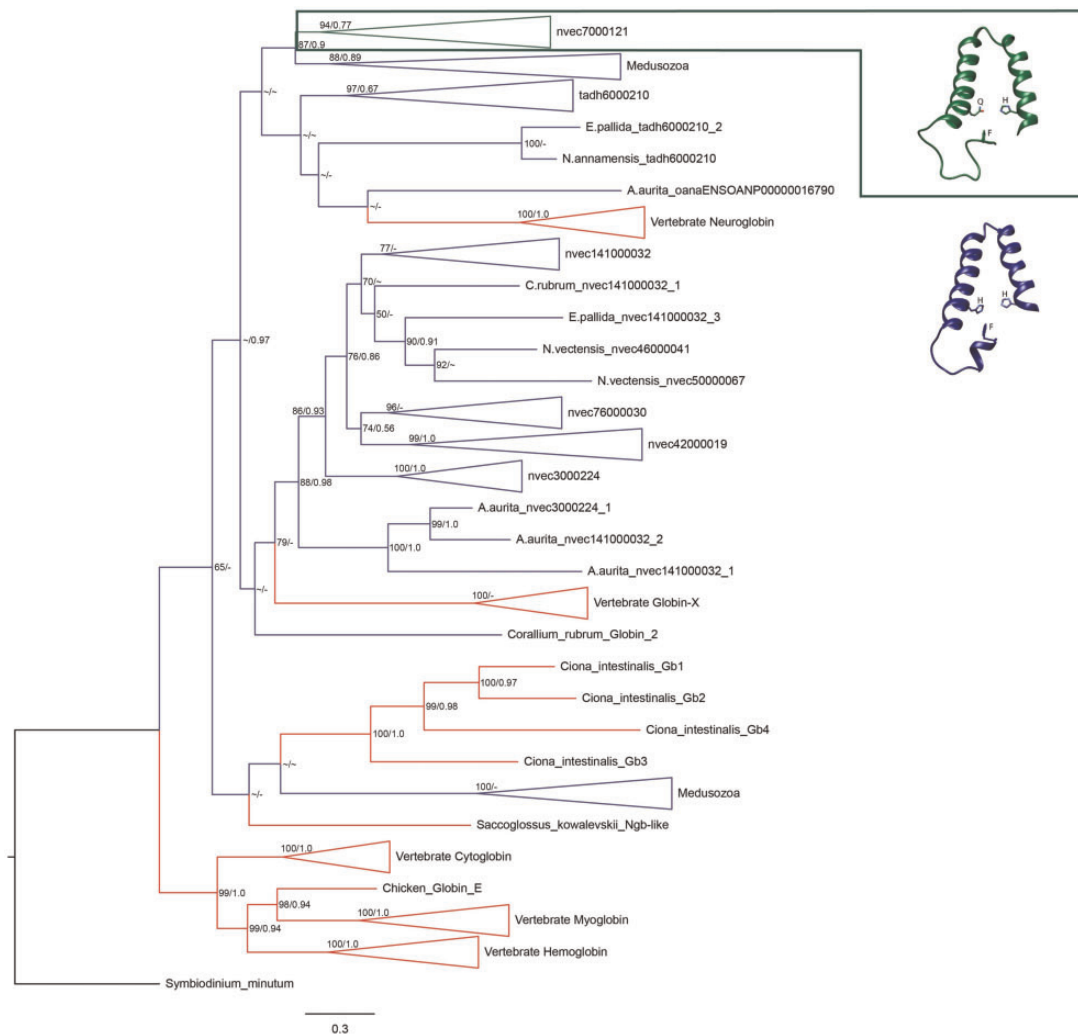 94/0.77
nvec7000121
87/0.9
88/0.89
Medusozoa
97/0.67
tadh6000210
~/~
E.pallida_tadh6000210_2
~/~
100/-
N.annamensis_tadh6000210
~/-
A.aurita_oanaENSOANP00000016790
~/-
100/1.0
Vertebrate Neuroglobin
77/-
nvec141000032
70/~
C.rubrum_nvec141000032_1
50/-
E.pallida_nvec141000032_3
~/0.97
90/0.91
N.vectensis_nvec46000041
76/0.86
92/~
N.vectensis_nvec50000067
96/-
nvec76000030
86/0.93
74/0.56
99/1.0
nvec42000019
100/1.0
nvec3000224
88/0.98
A.aurita_nvec3000224_1
99/1.0
A.aurita_nvec141000032_2
79/-
100/1.0
A.aurita_nvec141000032_1
65/-
~/-
100/-
Vertebrate Globin-X
Corallium_rubrum_Globin_2
Ciona_intestinalis_Gb1
100/0.97
Ciona_intestinalis_Gb2
99/0.98
Ciona_intestinalis_Gb4
100/1.0
Ciona_intestinalis_Gb3
~/~
100/-
Medusozoa
~/-
Saccoglossus_kowalevskii_Ngb-like
100/1.0
Vertebrate Cytoglobin
99/1.0
Chicken_Globin_E
98/0.94
100/1.0
Vertebrate Myoglobin
99/0.94
100/1.0
Vertebrate Hemoglobin
Symbiodinium_minutum
0.3
Q
H
F
H
H
F